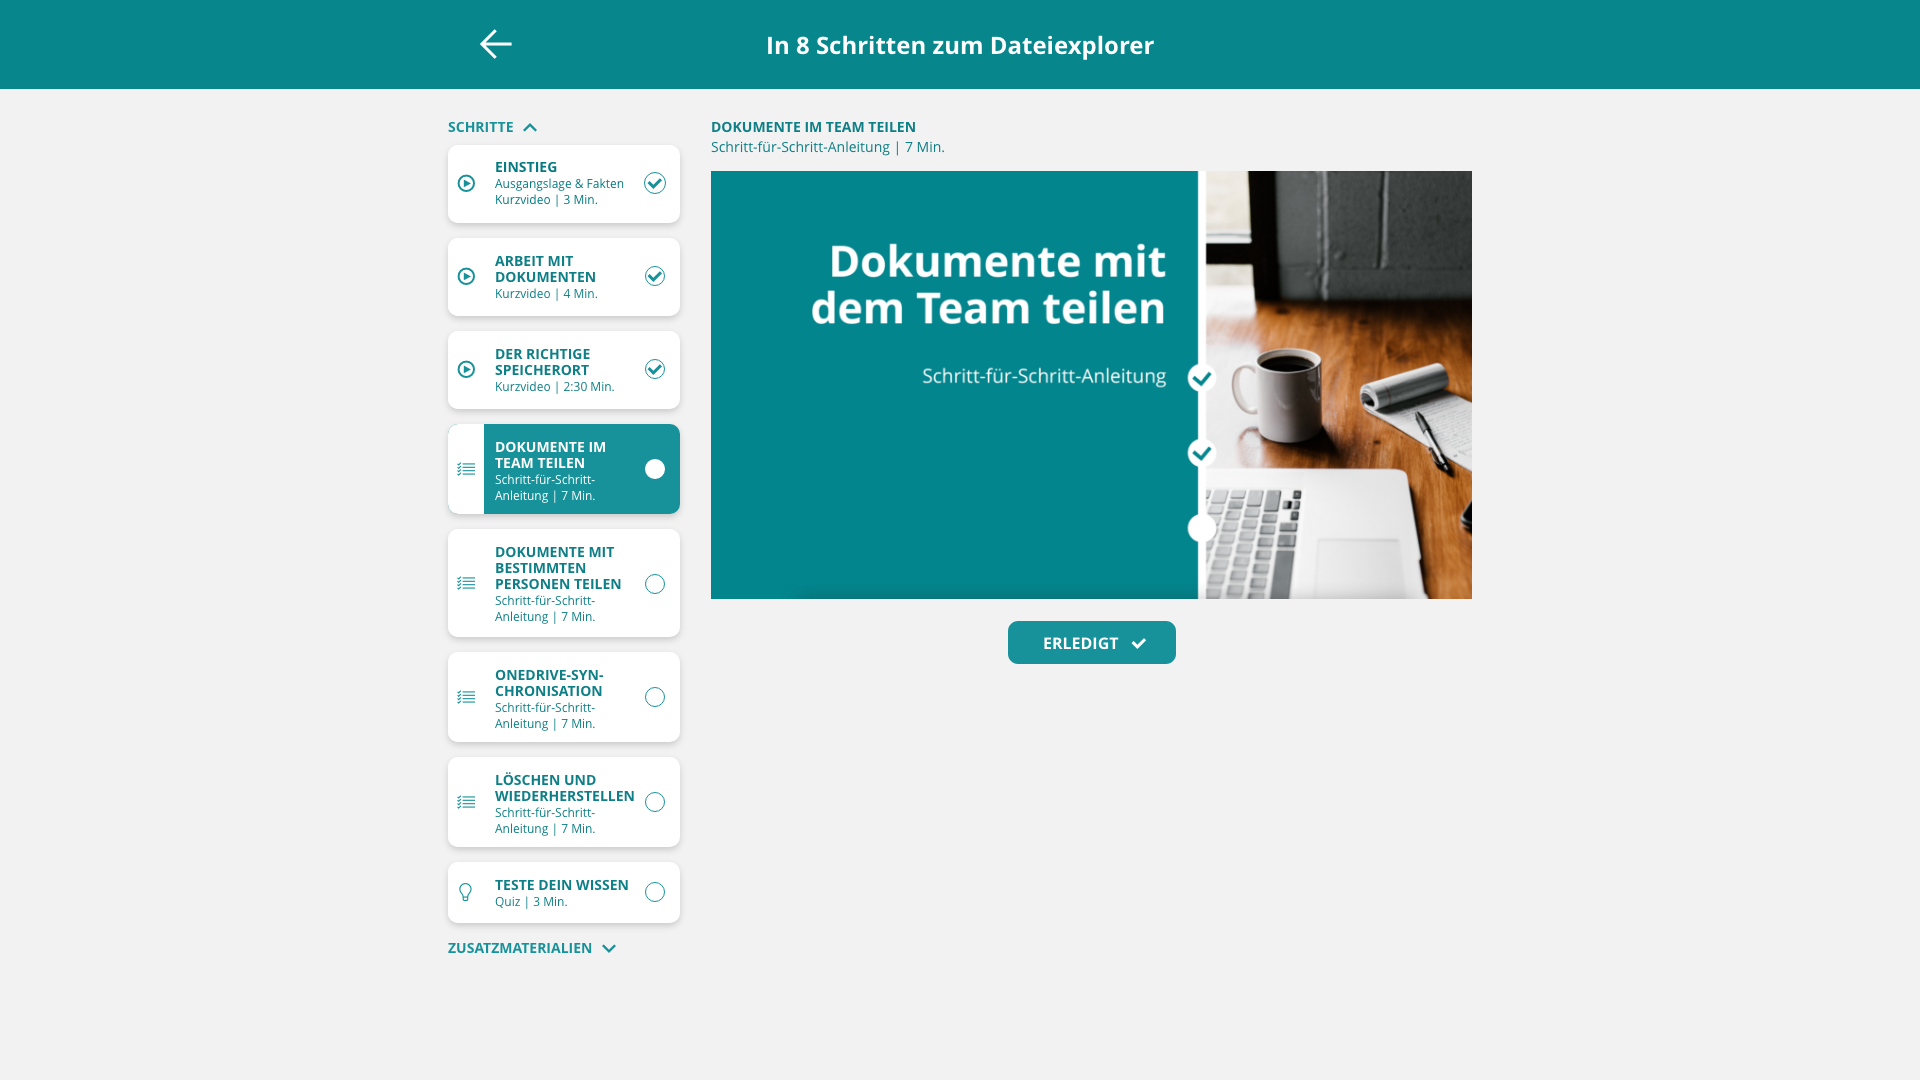 In 8 Schritten zum Dateiexplorer
SCHRITTE
EINSTIEG
Ausgangslage & Fakten
Kurzvideo | 3 Min.
ARBEIT MIT
DOKUMENTEN
Kurzvideo | 4 Min.
DER RICHTIGE
SPEICHERORT
Kurzvideo | 2:30 Min.
DOKUMENTE IM
TEAM TEILEN
Schritt-für-Schritt-
Anleitung | 7 Min.
DOKUMENTE MIT
BESTIMMTEN
PERSONEN TEILEN
Schritt-für-Schritt-
Anleitung | 7 Min.
ONEDRIVE-SYN-
CHRONISATION
Schritt-für-Schritt-
Anleitung | 7 Min.
LÖSCHEN UND
WIEDERHERSTELLEN
Schritt-für-Schritt-
Anleitung | 7 Min.
TESTE DEIN WISSEN
Quiz | 3 Min.
ZUSATZMATERIALIEN
DOKUMENTE IM TEAM TEILEN
Schritt-für-Schritt-Anleitung | 7 Min.
Dokumente mit
dem Team teilen
Schritt-für-Schritt-Anleitung
ERLEDIGT